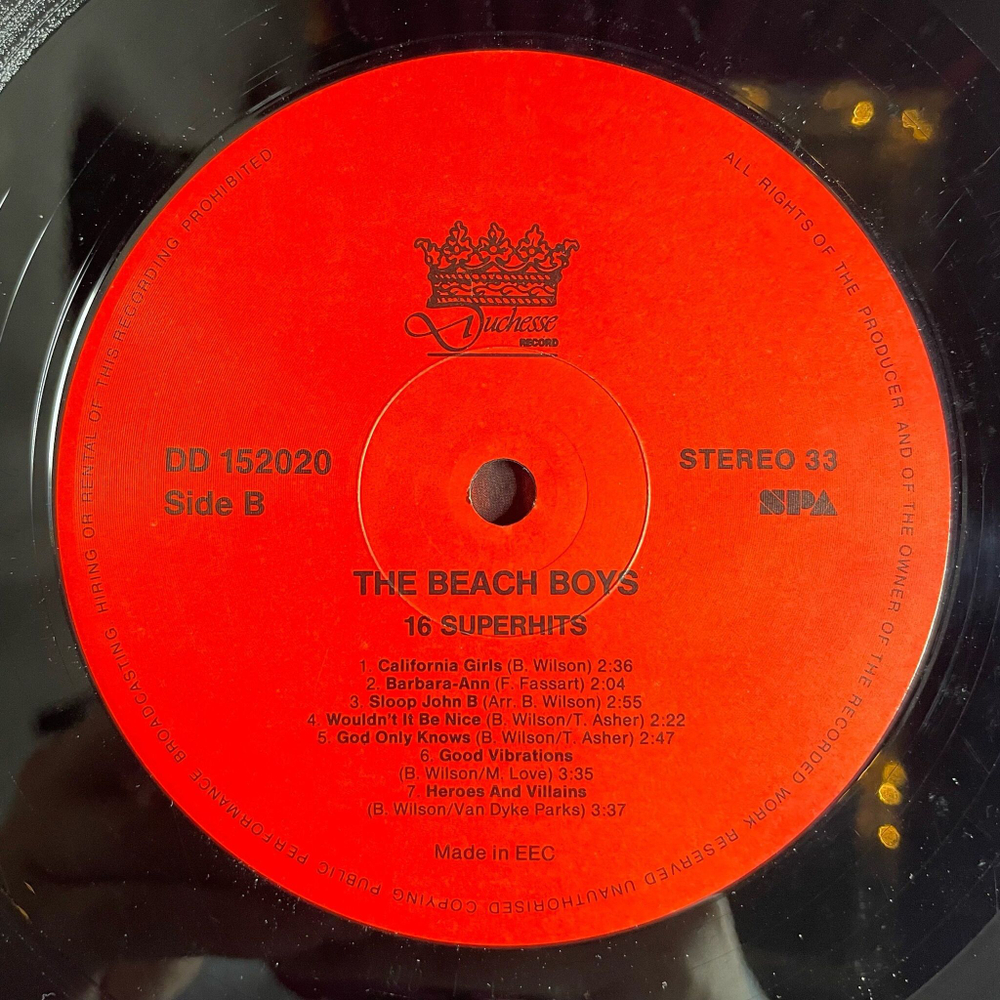 ALL RIGHTS OF THE PRODUCER AND OF THE OWNER OF THE RECORDED WORK RESERVED UNAUTHORISED COPYING PUBLIC PERFORMANCE BROADCASTING HIRING OR RENTAL OF THIS RECORDING PROHIBITED
Duchesse
RECORD
DD 152020
Side B
STEREO 33
SPA
THE BEACH BOYS
16 SUPERHITS
1. California Girls (B. Wilson) 2:36
2. Barbara-Ann (F. Fassart) 2:04
3. Sloop John B (Arr. B. Wilson) 2:55
4. Wouldn't It Be Nice (B. Wilson/T. Asher) 2:22
5. God Only Knows (B. Wilson/T. Asher) 2:47
6. Good Vibrations
(B. Wilson/M. Love) 3:35
7. Heroes And Villains
(B. Wilson/Van Dyke Parks) 3:37
Made in EEC